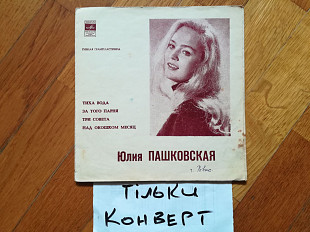 ГИБКАЯ ГРАМПЛАСТИНКА
ТИХА ВОДА
ЗА ТОГО ПАРНЯ
ТРИ СОВЕТА
НАД ОКОШКОМ МЕСЯЦ
Юлия ПАШКОВСКАЯ
ТІЛЬКИ
КОНВЕРТ